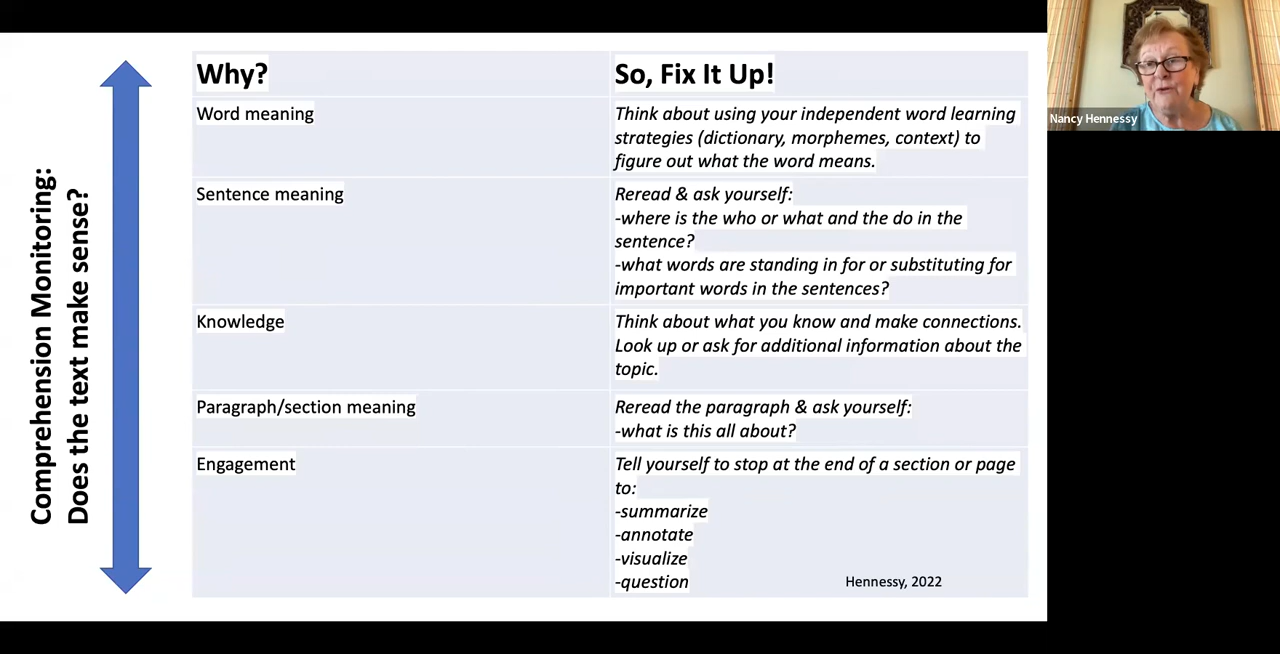 Comprehension Monitoring:
Does the text make sense?
Why?
So, Fix It Up!
Word meaning
Think about using your independent word learning
strategies (dictionary, morphemes, context) to
figure out what the word means.
Sentence meaning
Reread & ask yourself:
-where is the who or what and the do in the
sentence?
-what words are standing in for or substituting for
important words in the sentences?
Knowledge
Think about what you know and make connections.
Look up or ask for additional information about the
topic.
Paragraph/section meaning
Reread the paragraph & ask yourself:
-what is this all about?
Engagement
Tell yourself to stop at the end of a section or page
to:
-summarize
-annotate
-visualize
-question
Hennessy, 2022
Nancy Hennessy